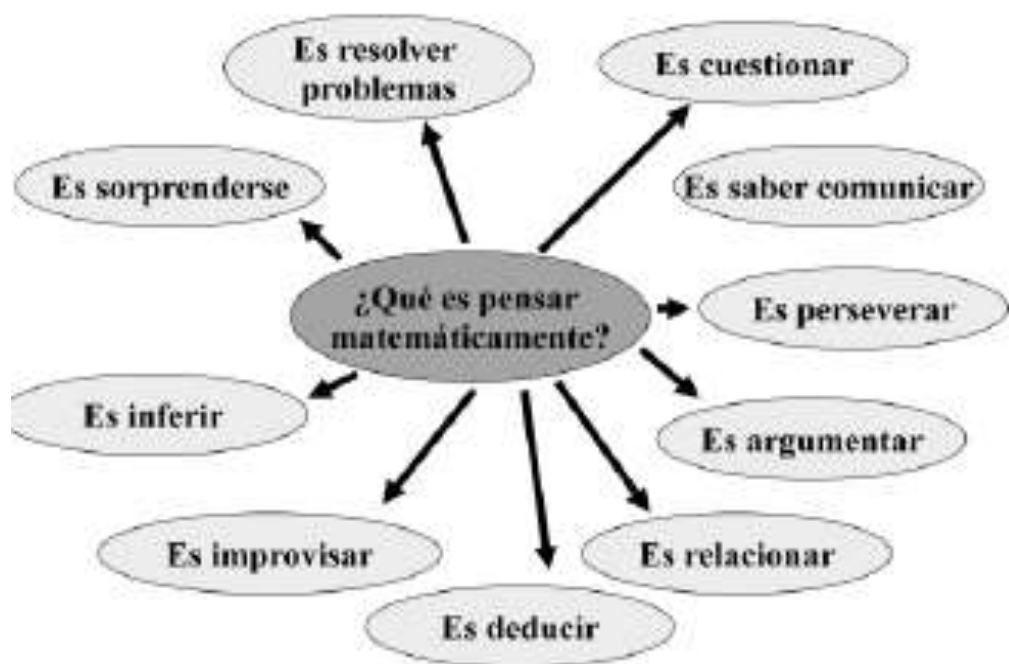 Es resolver
problemas
Es cuestionar
Es sorprenderse
Es saber comunicar
¿Qué es pensar
matemáticamente?
Es perseverar
Es inferir
Es argumentar
Es improvisar
Es relacionar
Es deducir